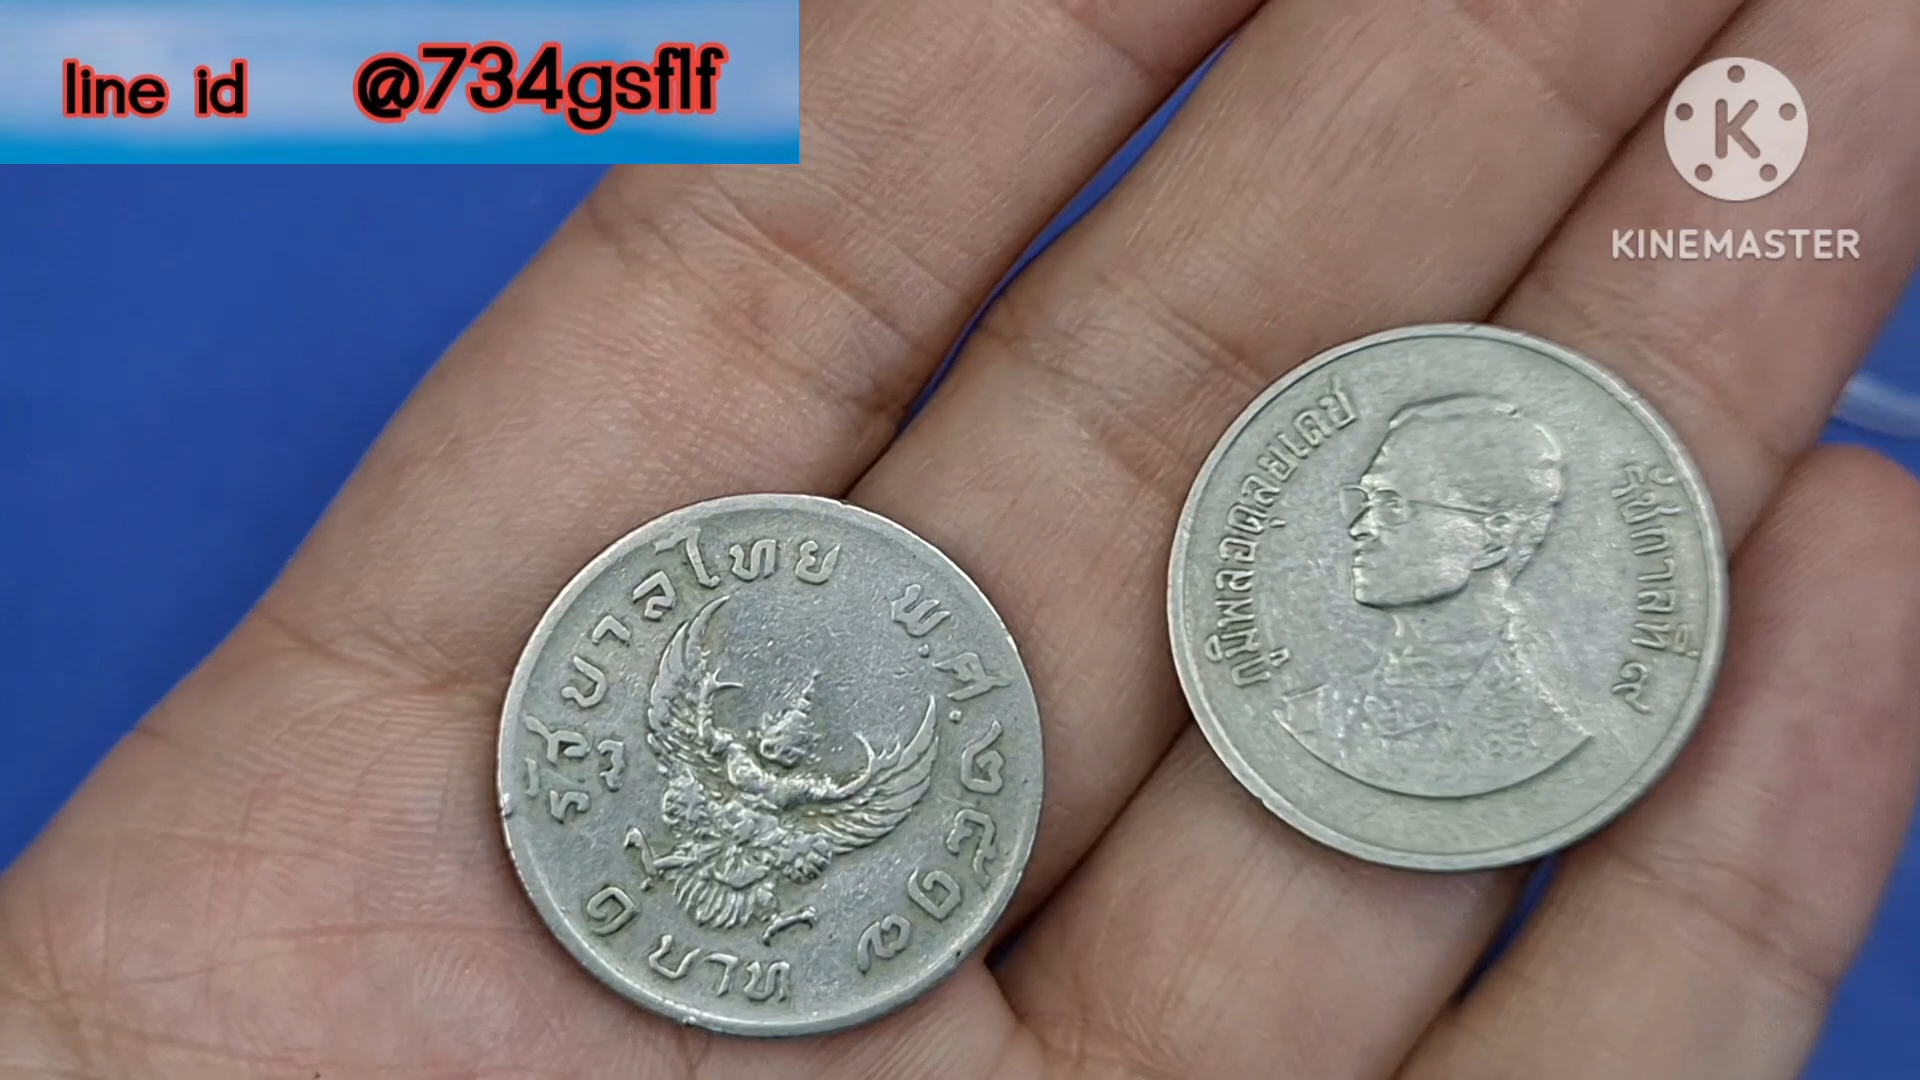 line id @734gsflf
KINEMASTER
รัฐบาลไทย พ.ศ.๒๕๑๗
๑ บาท
ภูมิพลอดุลยเดช
รัชกาลที่ ๙